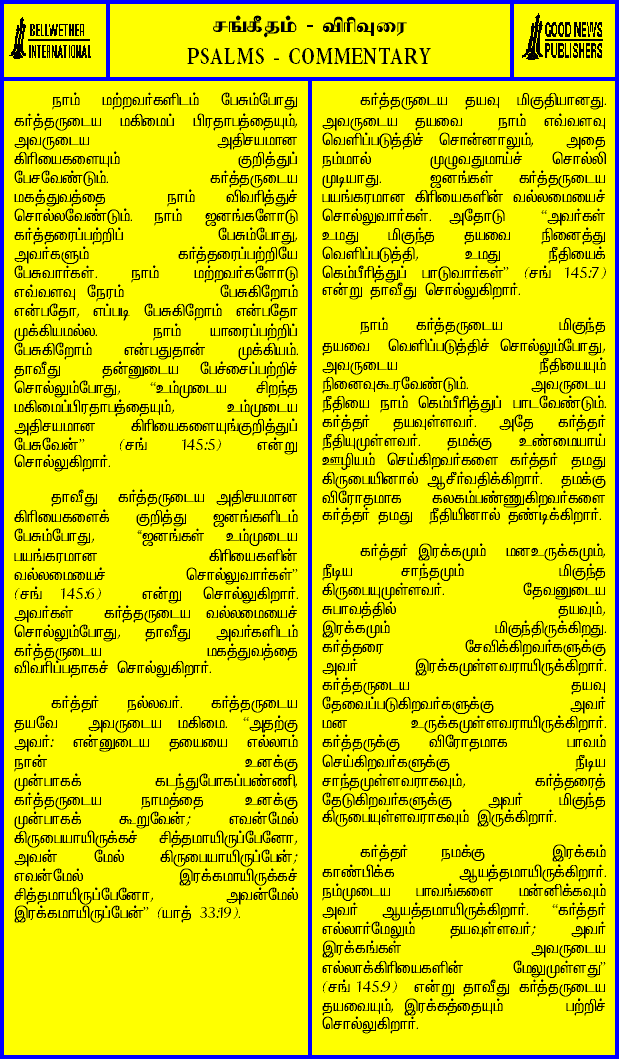 BELLWETHER
INTERNATIONAL
சங்கீதம் - விரிவுரை
PSALMS - COMMENTARY
GOOD NEWS
PUBLISHERS
நாம் மற்றவர்களிடம் பேசும்போது
கர்த்தருடைய மகிமைப் பிரதாபத்தையும்,
அவருடைய அதிசயமான
கிரியைகளையும் குறித்துப்
பேசவேண்டும். கர்த்தருடைய
மகத்துவத்தை நாம் விவரித்துச்
சொல்லவேண்டும். நாம் ஜனங்களோடு
கர்த்தரைப்பற்றிப் பேசும்போது,
அவர்களும் கர்த்தரைப்பற்றியே
பேசுவார்கள். நாம் மற்றவர்களோடு
எவ்வளவு நேரம் பேசுகிறோம்
என்பதோ, எப்படி பேசுகிறோம் என்பதோ
முக்கியமல்ல. நாம் யாரைப்பற்றிப்
பேசுகிறோம் என்பதுதான் முக்கியம்.
தாவீது தன்னுடைய பேச்சைப்பற்றிச்
சொல்லும்போது, “உம்முடைய சிறந்த
மகிமைப்பிரதாபத்தையும், உம்முடைய
அதிசயமான கிரியைகளையுங்குறித்துப்
பேசுவேன்” (சங் 145:5) என்று
சொல்லுகிறார்.
தாவீது கர்த்தருடைய அதிசயமான
கிரியைகளைக் குறித்து ஜனங்களிடம்
பேசும்போது, “ஜனங்கள் உம்முடைய
பயங்கரமான கிரியைகளின்
வல்லமையைச் சொல்லுவார்கள்”
(சங் 145:6) என்று சொல்லுகிறார்.
அவர்கள் கர்த்தருடைய வல்லமையைச்
சொல்லும்போது, தாவீது அவர்களிடம்
கர்த்தருடைய மகத்துவத்தை
விவரிப்பதாகச் சொல்லுகிறார்.
கர்த்தர் நல்லவர். கர்த்தருடைய
தயவே அவருடைய மகிமை. “அதற்கு
அவர்: என்னுடைய தயையை எல்லாம்
நான் உனக்கு
முன்பாகக் கடந்துபோகப்பண்ணி,
கர்த்தருடைய நாமத்தை உனக்கு
முன்பாகக் கூறுவேன்; எவன்மேல்
கிருபையாயிருக்கச் சித்தமாயிருப்பேனோ,
அவன் மேல் கிருபையாயிருப்பேன்;
எவன்மேல் இரக்கமாயிருக்கச்
சித்தமாயிருப்பேனோ, அவன்மேல்
இரக்கமாயிருப்பேன்” (யாத் 33:19).
கர்த்தருடைய தயவு மிகுதியானது.
அவருடைய தயவை நாம் எவ்வளவு
வெளிப்படுத்திச் சொன்னாலும், அதை
நம்மால் முழுவதுமாய்ச் சொல்லி
முடியாது. ஜனங்கள் கர்த்தருடைய
பயங்கரமான கிரியைகளின் வல்லமையைச்
சொல்லுவார்கள். அதோடு “அவர்கள்
உமது மிகுந்த தயவை நினைத்து
வெளிப்படுத்தி, உமது நீதியைக்
கெம்பீரித்துப் பாடுவார்கள்” (சங் 145:7)
என்று தாவீது சொல்லுகிறார்.
நாம் கர்த்தருடைய மிகுந்த
தயவை வெளிப்படுத்திச் சொல்லும்போது,
அவருடைய நீதியையும்
நினைவுகூரவேண்டும். அவருடைய
நீதியை நாம் கெம்பீரித்துப் பாடவேண்டும்.
கர்த்தர் தயவுள்ளவர். அதே கர்த்தர்
நீதியுமுள்ளவர். தமக்கு உண்மையாய்
ஊழியம் செய்கிறவர்களை கர்த்தர் தமது
கிருபையினால் ஆசீர்வதிக்கிறார். தமக்கு
விரோதமாக கலகம்பண்ணுகிறவர்களை
கர்த்தர் தமது நீதியினால் தண்டிக்கிறார்.
கர்த்தர் இரக்கமும் மனஉருக்கமும்,
நீடிய சாந்தமும் மிகுந்த
கிருபையுமுள்ளவர். தேவனுடைய
சுபாவத்தில் தயவும்,
இரக்கமும் மிகுந்திருக்கிறது.
கர்த்தரை சேவிக்கிறவர்களுக்கு
அவர் இரக்கமுள்ளவராயிருக்கிறார்.
கர்த்தருடைய தயவு
தேவைப்படுகிறவர்களுக்கு அவர்
மன உருக்கமுள்ளவராயிருக்கிறார்.
கர்த்தருக்கு விரோதமாக பாவம்
செய்கிறவர்களுக்கு நீடிய
சாந்தமுள்ளவராகவும், கர்த்தரைத்
தேடுகிறவர்களுக்கு அவர் மிகுந்த
கிருபையுள்ளவராகவும் இருக்கிறார்.
கர்த்தர் நமக்கு இரக்கம்
காண்பிக்க ஆயத்தமாயிருக்கிறார்.
நம்முடைய பாவங்களை மன்னிக்கவும்
அவர் ஆயத்தமாயிருக்கிறார். “கர்த்தர்
எல்லார்மேலும் தயவுள்ளவர்; அவர்
இரக்கங்கள் அவருடைய
எல்லாக்கிரியைகளின் மேலுமுள்ளது”
(சங் 145:9) என்று தாவீது கர்த்தருடைய
தயவையும், இரக்கத்தையும் பற்றிச்
சொல்லுகிறார்.